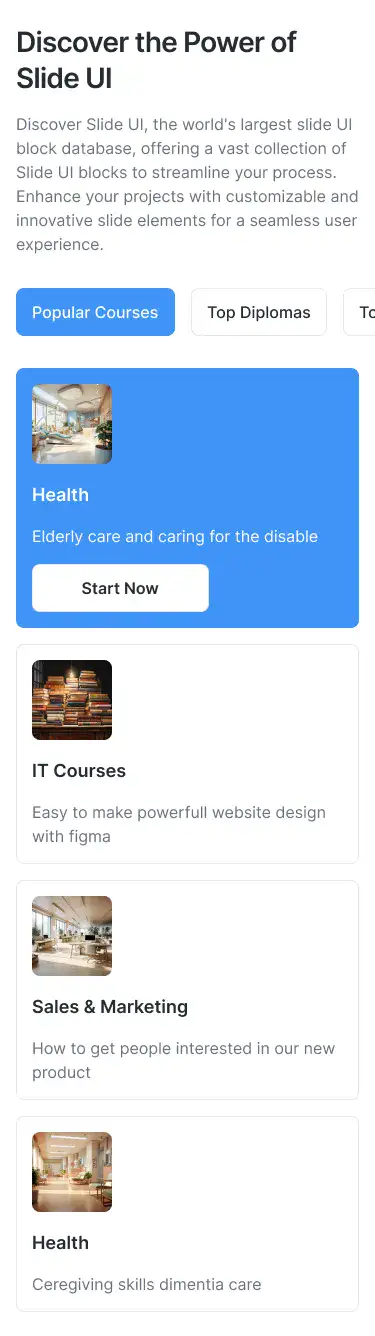 Discover the Power of
Slide UI
Discover Slide UI, the world's largest slide UI
block database, offering a vast collection of
Slide UI blocks to streamline your process.
Enhance your projects with customizable and
innovative slide elements for a seamless user
experience.
Popular Courses
Top Diplomas
To
Health
Elderly care and caring for the disable
Start Now
IT Courses
Easy to make powerfull website design
with figma
Sales & Marketing
How to get people interested in our new
product
Health
Ceregiving skills dimentia care